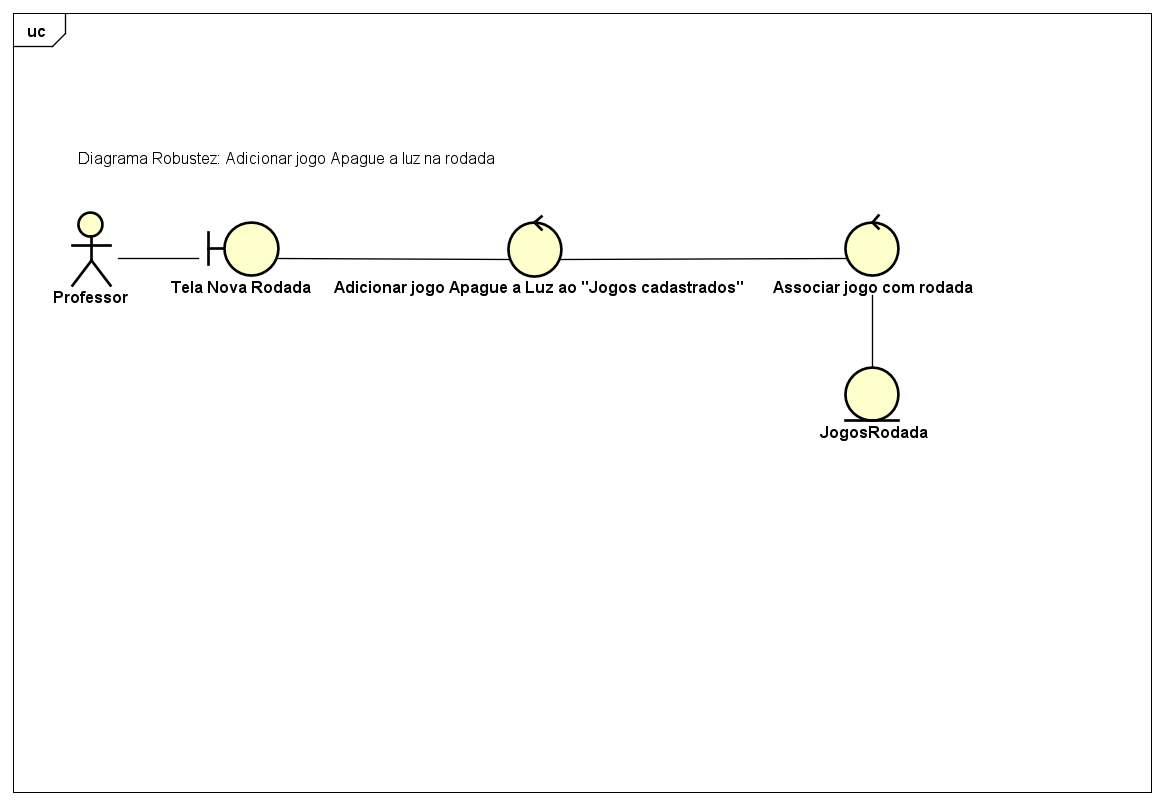 uc
Diagrama Robustez: Adicionar jogo Apague a luz na rodada
Professor
Tela Nova Rodada
Adicionar jogo Apague a Luz ao "Jogos cadastrados"
Associar jogo com rodada
JogosRodada